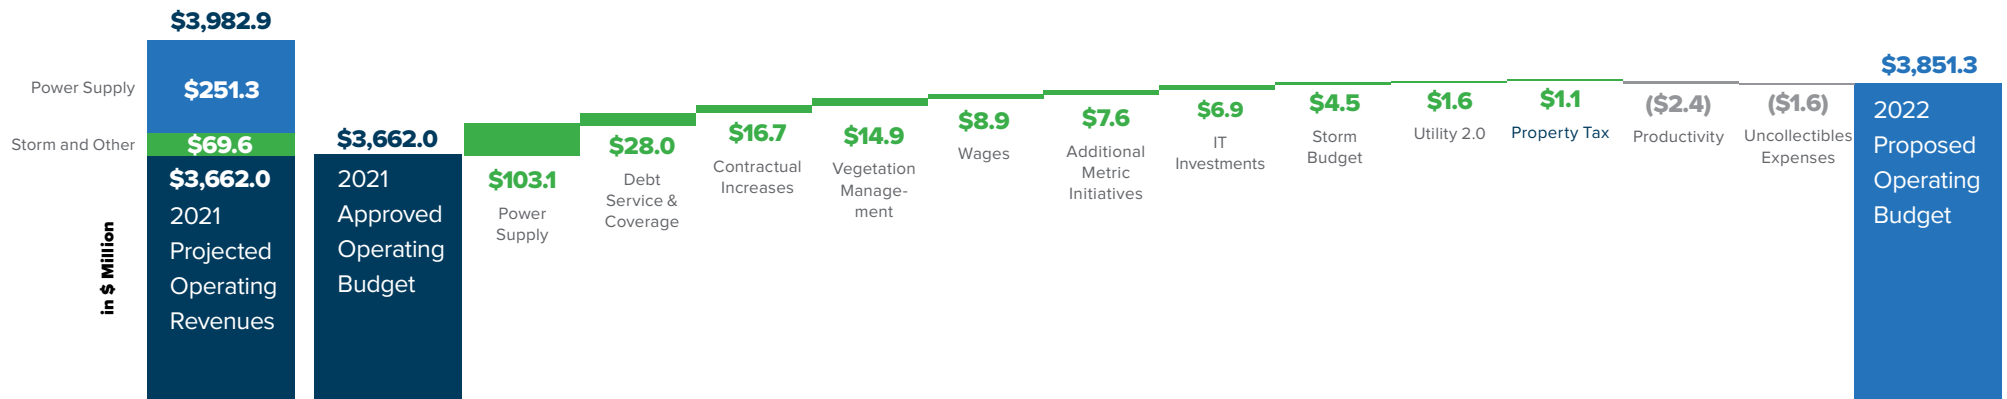 $3,982.9
Power Supply
$251.3
Storm and Other
$69.6
$3,662.0
2021
Projected
Operating
Revenues
in $ Million
$3,662.0
2021
Approved
Operating
Budget
$103.1
Power
Supply
$28.0
Debt
Service &
Coverage
$16.7
Contractual
Increases
$14.9
Vegetation
Manage-
ment
$8.9
Wages
$7.6
Additional
Metric
Initiatives
$6.9
IT
Investments
$4.5
Storm
Budget
$1.6
Utility 2.0
$1.1
Property Tax
($2.4)
Productivity
($1.6)
Uncollectibles
Expenses
$3,851.3
2022
Proposed
Operating
Budget